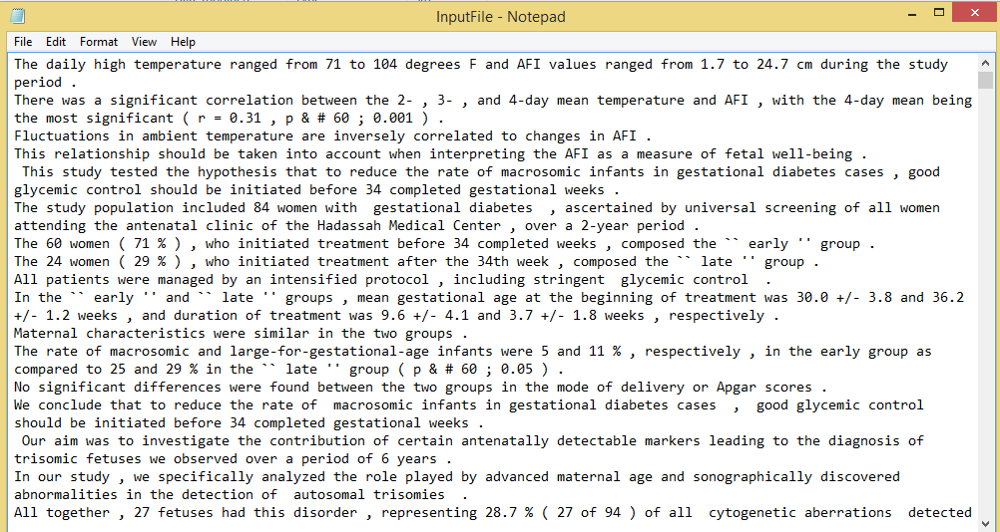 InputFile - Notepad
File Edit Format View Help
The daily high temperature ranged from 71 to 104 degrees F and AFI values ranged from 1.7 to 24.7 cm during the study
period .
There was a significant correlation between the 2- , 3- , and 4-day mean temperature and AFI , with the 4-day mean being
the most significant ( r = 0.31 , p & # 60 ; 0.001 ) .
Fluctuations in ambient temperature are inversely correlated to changes in AFI .
This relationship should be taken into account when interpreting the AFI as a measure of fetal well-being .
 This study tested the hypothesis that to reduce the rate of macrosomic infants in gestational diabetes cases , good
glycemic control should be initiated before 34 completed gestational weeks .
The study population included 84 women with  gestational diabetes  , ascertained by universal screening of all women
attending the antenatal clinic of the Hadassah Medical Center , over a 2-year period .
The 60 women ( 71 % ) , who initiated treatment before 34 completed weeks , composed the `` early '' group .
The 24 women ( 29 % ) , who initiated treatment after the 34th week , composed the `` late '' group .
All patients were managed by an intensified protocol , including stringent  glycemic control  .
In the `` early '' and `` late '' groups , mean gestational age at the beginning of treatment was 30.0 +/- 3.8 and 36.2
+/- 1.2 weeks , and duration of treatment was 9.6 +/- 4.1 and 3.7 +/- 1.8 weeks , respectively .
Maternal characteristics were similar in the two groups .
The rate of macrosomic and large-for-gestational-age infants were 5 and 11 % , respectively , in the early group as
compared to 25 and 29 % in the `` late '' group ( p & # 60 ; 0.05 ) .
No significant differences were found between the two groups in the mode of delivery or Apgar scores .
We conclude that to reduce the rate of  macrosomic infants in gestational diabetes cases  ,  good glycemic control
should be initiated before 34 completed gestational weeks .
 Our aim was to investigate the contribution of certain antenatally detectable markers leading to the diagnosis of
trisomic fetuses we observed over a period of 6 years .
In our study , we specifically analyzed the role played by advanced maternal age and sonographically discovered
abnormalities in the detection of  autosomal trisomies  .
All together , 27 fetuses had this disorder , representing 28.7 % ( 27 of 94 ) of all  cytogenetic aberrations  detected